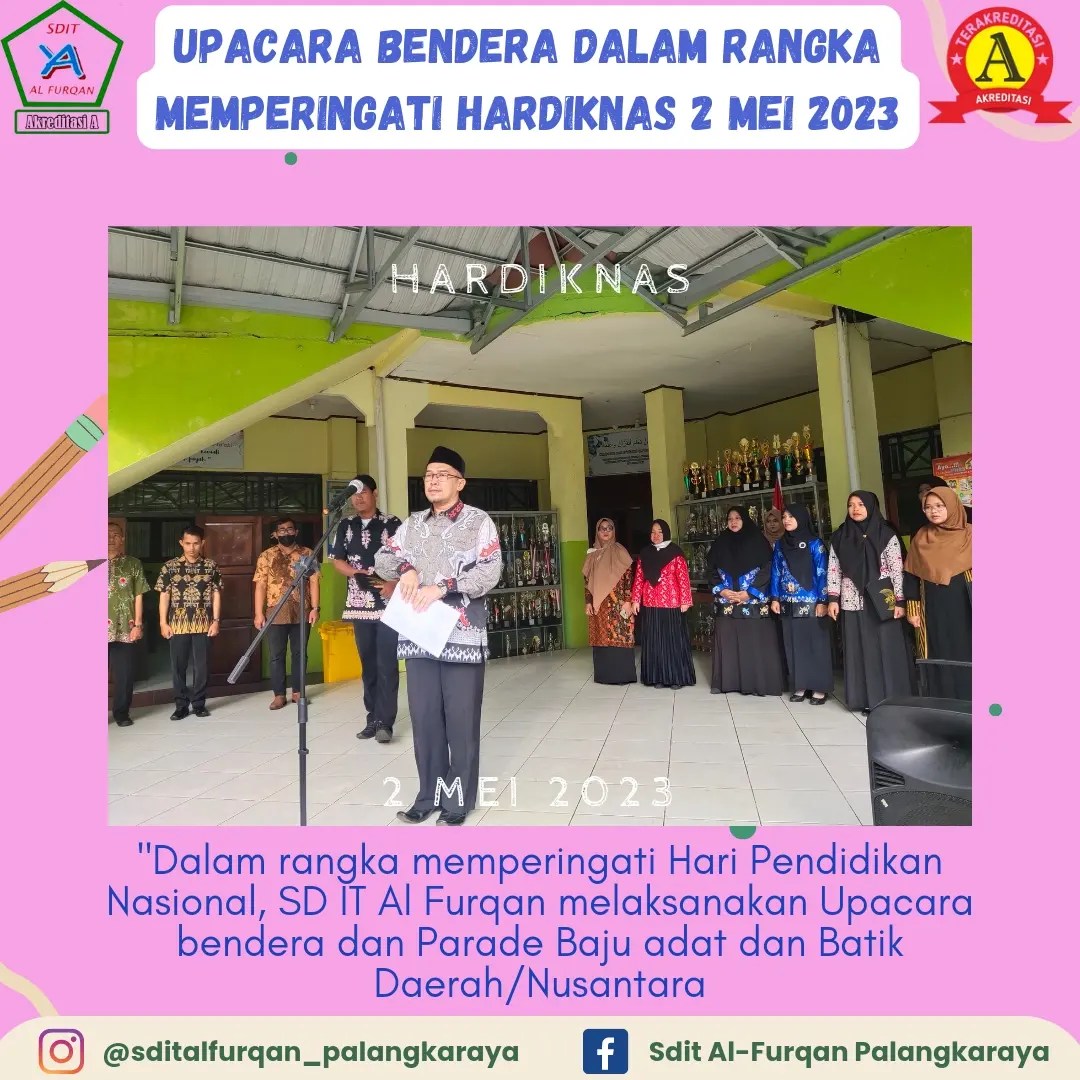 SDIT
YA
AL FURQAN
Akreditasi A
UPACARA BENDERA DALAM RANGKA
MEMPERINGATI HARDIKNAS 2 MEI 2023
TERAKREDITASI
A
AKREDITASI
HARDIKNAS
2 MEI 2023
"Dalam rangka memperingati Hari Pendidikan
Nasional, SD IT Al Furqan melaksanakan Upacara
bendera dan Parade Baju adat dan Batik
Daerah/Nusantara
@sditalfurqan_palangkaraya
Sdit Al-Furqan Palangkaraya